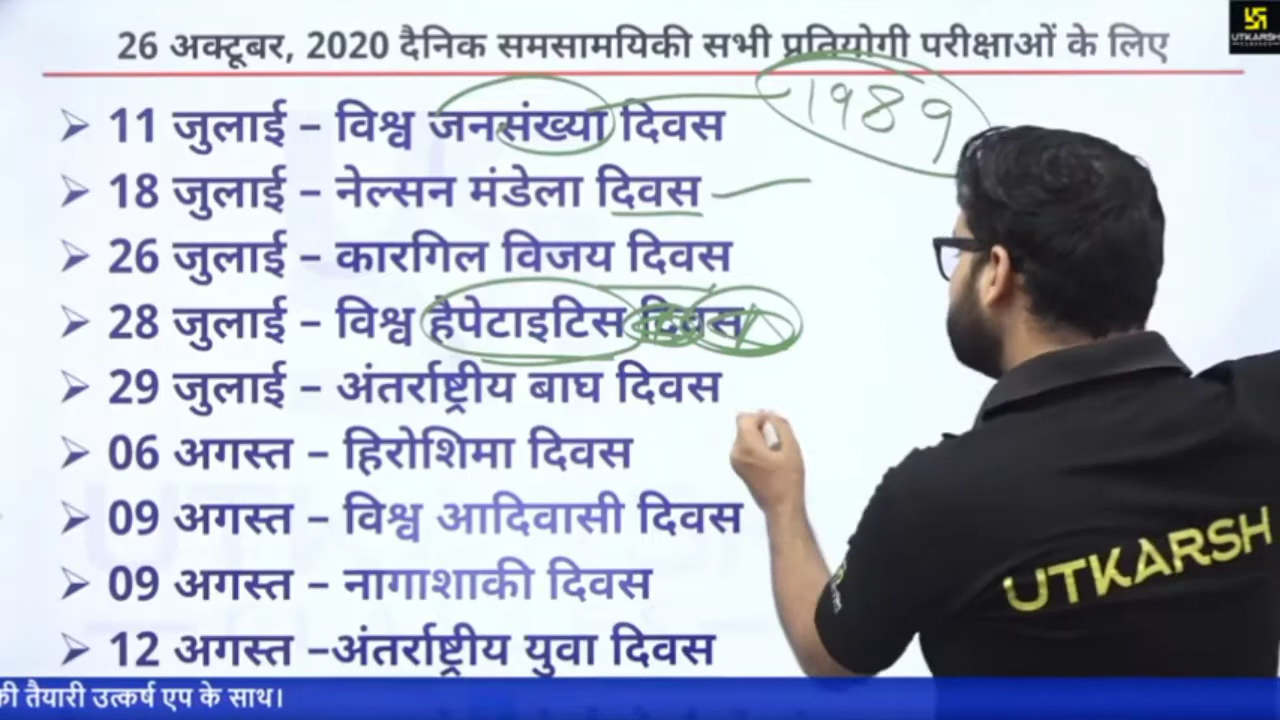 26 अक्टूबर, 2020 दैनिक समसामयिकी सभी प्रतियोगी परीक्षाओं के लिए
UTKARSH
➢ 11 जुलाई – विश्व जनसंख्या दिवस
1989
➢ 18 जुलाई – नेल्सन मंडेला दिवस
➢ 26 जुलाई – कारगिल विजय दिवस
➢ 28 जुलाई – विश्व हैपेटाइटिस दिवस
➢ 29 जुलाई – अंतर्राष्ट्रीय बाघ दिवस
➢ 06 अगस्त – हिरोशिमा दिवस
➢ 09 अगस्त – विश्व आदिवासी दिवस
➢ 09 अगस्त – नागाशाकी दिवस
➢ 12 अगस्त –अंतर्राष्ट्रीय युवा दिवस
UTKARSH
की तैयारी उत्कर्ष एप के साथ।